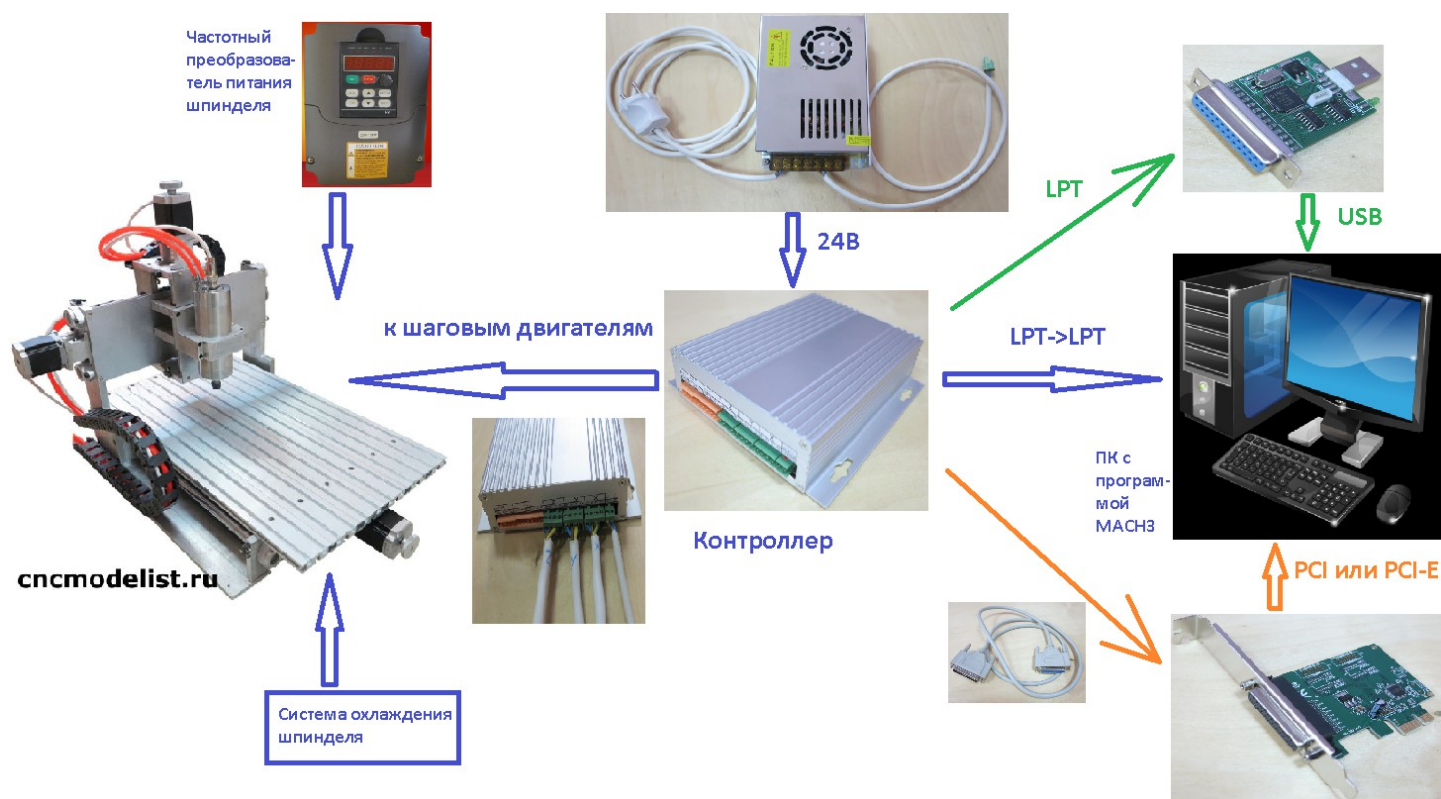 Частотный
преобразова-
тель питания
шпинделя
24В
LPT
USB
к шаговым двигателям
LPT->LPT
ПК с
програм-
мой
MACH3
Контроллер
cncmodelist.ru
PCI или PCI-E
Система охлаждения
шпинделя